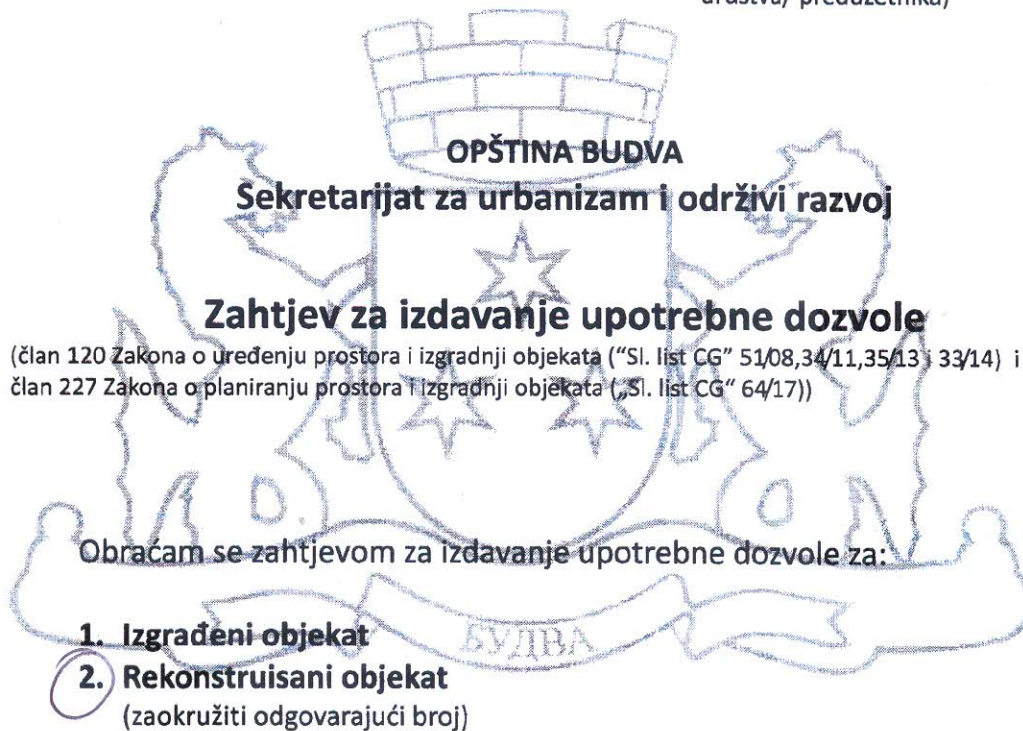 društva/ preduzetnika)
OPŠTINA BUDVA
Sekretarijat za urbanizam i održivi razvoj
Zahtjev za izdavanje upotrebne dozvole
(član 120 Zakona o uređenju prostora i izgradnji objekata (“Sl. list CG” 51/08,34/11,35/13 i 33/14) i
član 227 Zakona o planiranju prostora i izgradnji objekata („Sl. list CG“ 64/17))
Obraćam se zahtjevom za izdavanje upotrebne dozvole za:
БУДВА
1. Izgrađeni objekat
2. Rekonstruisani objekat
(zaokružiti odgovarajući broj)